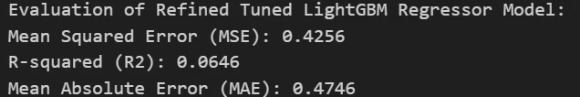 Evaluation of Refined Tuned LightGBM Regressor Model:
Mean Squared Error (MSE): 0.4256
R-squared (R2): 0.0646
Mean Absolute Error (MAE): 0.4746